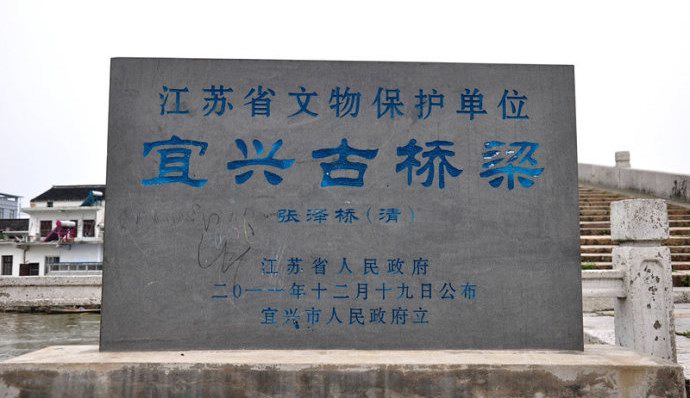 江苏省文物保护单位
宜兴古桥梁
张泽桥(清)
江苏省人民政府
二〇一一年十二月十九日公布
宜兴市人民政府立